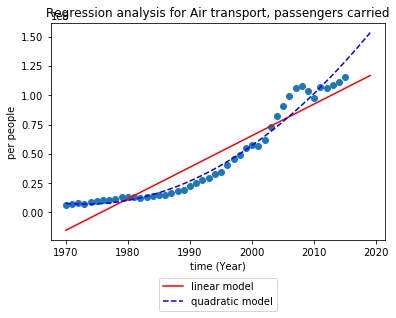 Regression analysis for Air transport, passengers carried
1.50
1.25
1.00
0.75
0.50
0.25
0.00
per people
1970 1980 1990 2000 2010 2020
time (Year)
linear model
quadratic model